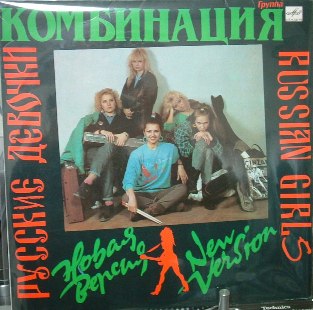 Группа
КОМБИНАЦИЯ
РУССКИЕ ДЕВОЧКИ
RUSSIAN GIRLS
Новая
версия
New
Version